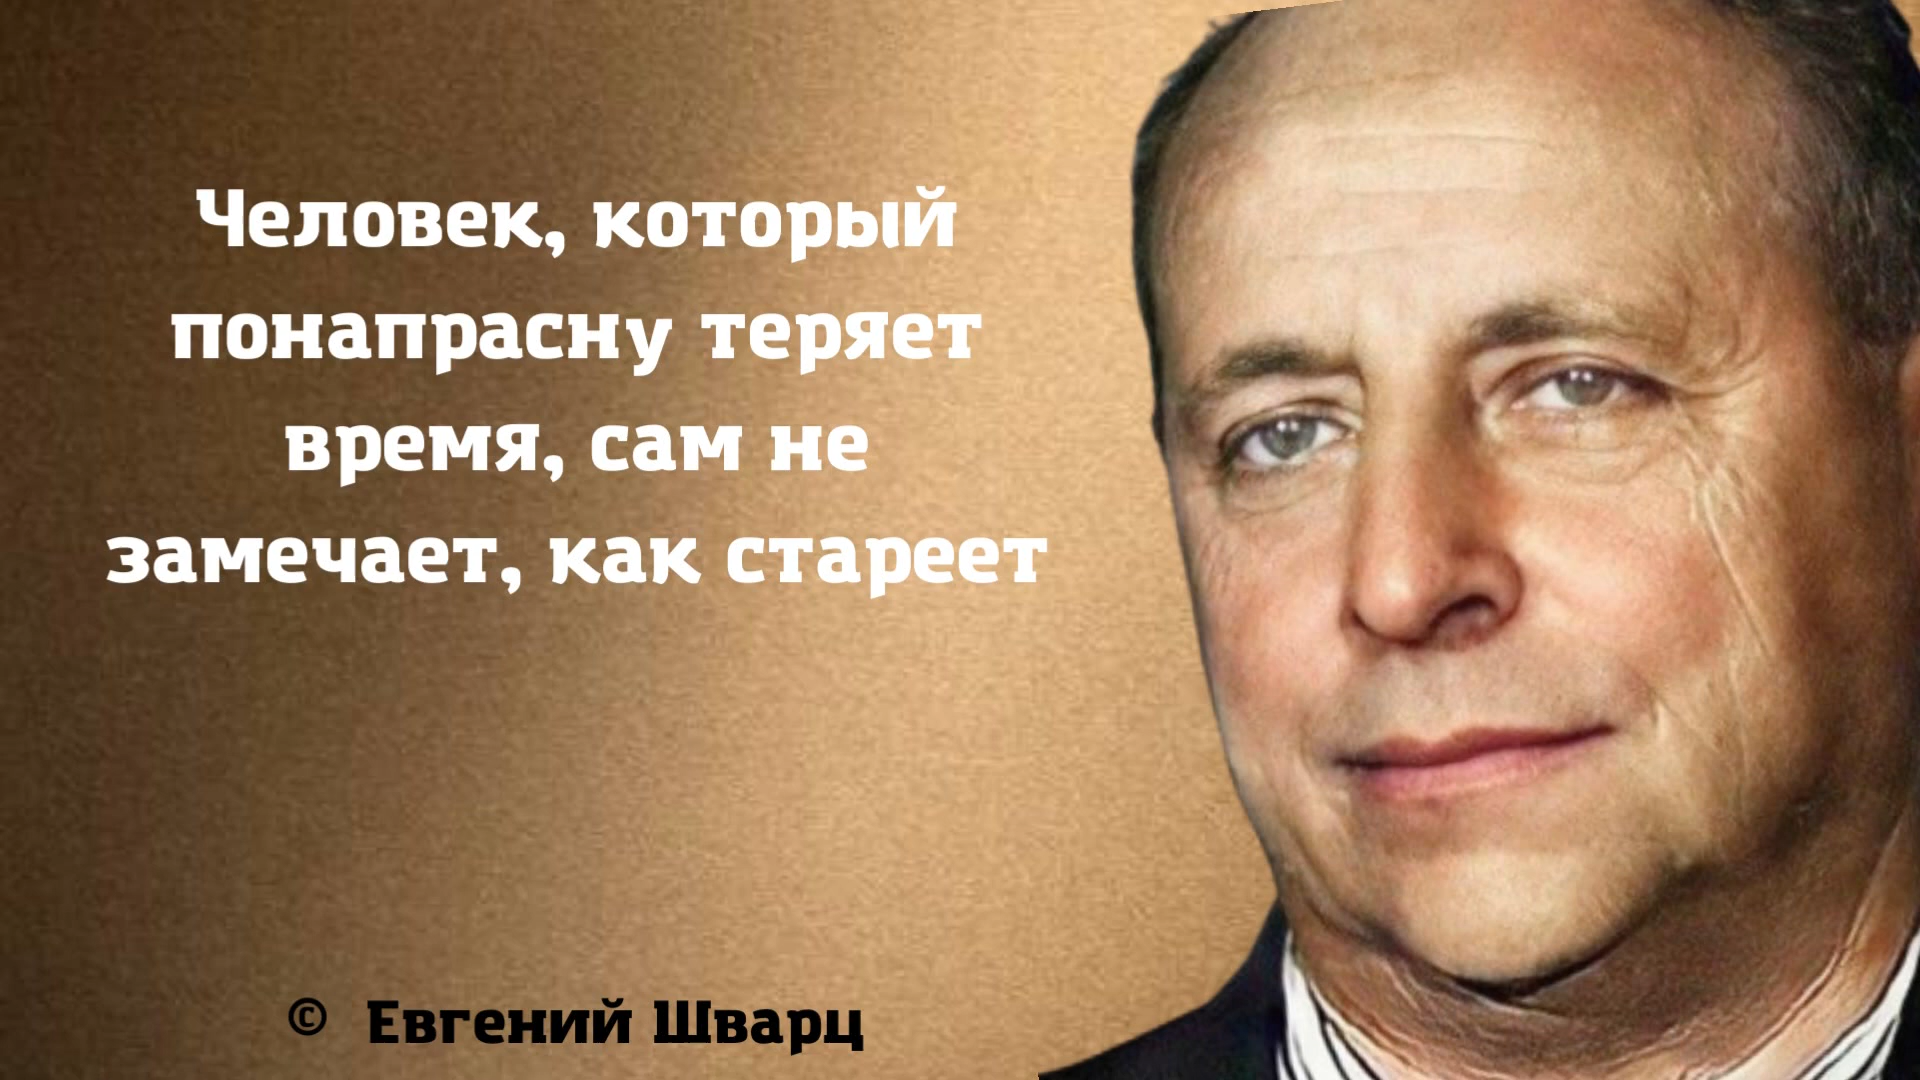 Человек, который
понапрасну теряет
время, сам не
замечает, как стареет
© Евгений Шварц